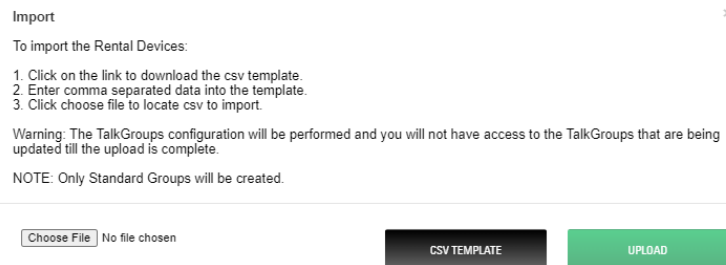 Import
To import the Rental Devices:
1. Click on the link to download the csv template.
2. Enter comma separated data into the template.
3. Click choose file to locate csv to import.
Warning: The TalkGroups configuration will be performed and you will not have access to the TalkGroups that are being
updated till the upload is complete.
NOTE: Only Standard Groups will be created.
Choose File No file chosen
CSV TEMPLATE
UPLOAD